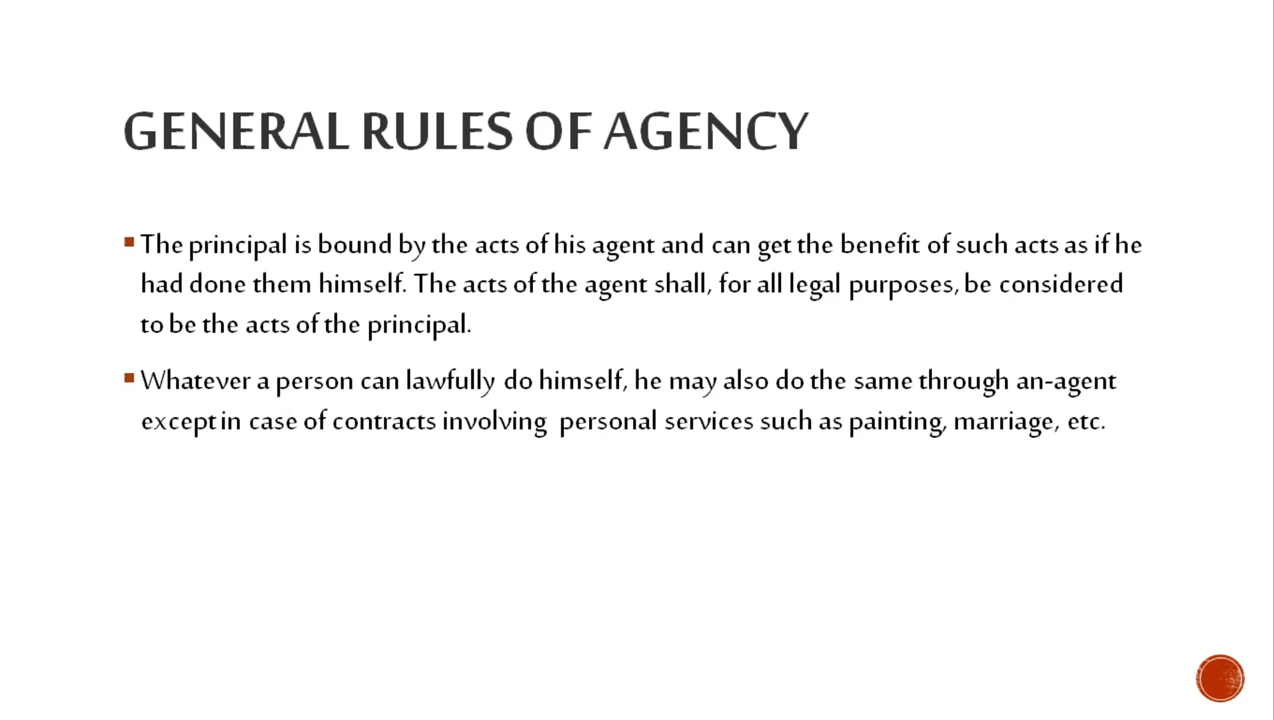 GENERAL RULES OF AGENCY
The principal is bound by the acts of his agent and can get the benefit of such acts as if he
had done them himself. The acts of the agent shall, for all legal purposes, be considered
to be the acts of the principal.
Whatever a person can lawfully do himself, he may also do the same through an-agent
except in case of contracts involving personal services such as painting, marriage, etc.